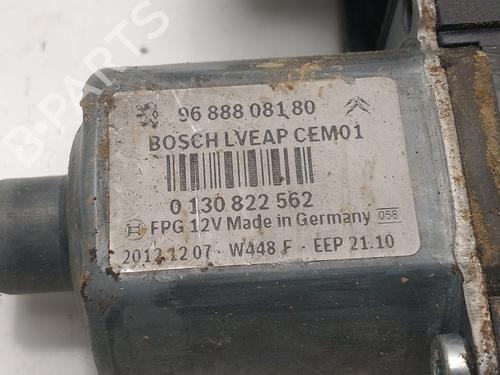 96 888 081 80
BOSCH LVEAP CEM01
0 130 822 562
FPG 12V Made in Germany 056
2012 12 07 · W448 F · EEP 21.10
B-PARTS